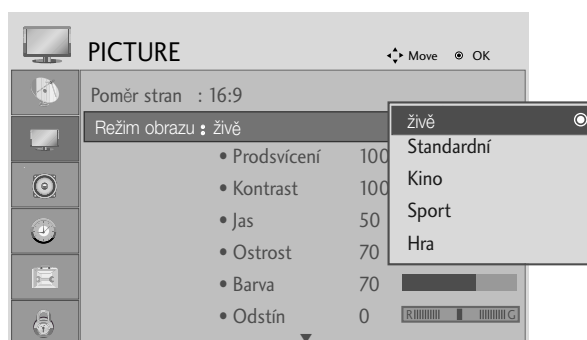 PICTURE Move OK
Poměr stran : 16:9
Režim obrazu : živě
• Prodsvícení 100
• Kontrast 100
• Jas 50
• Ostrost 70
• Barva 70
• Odstín 0 R G
živě
Standardní
Kino
Sport
Hra